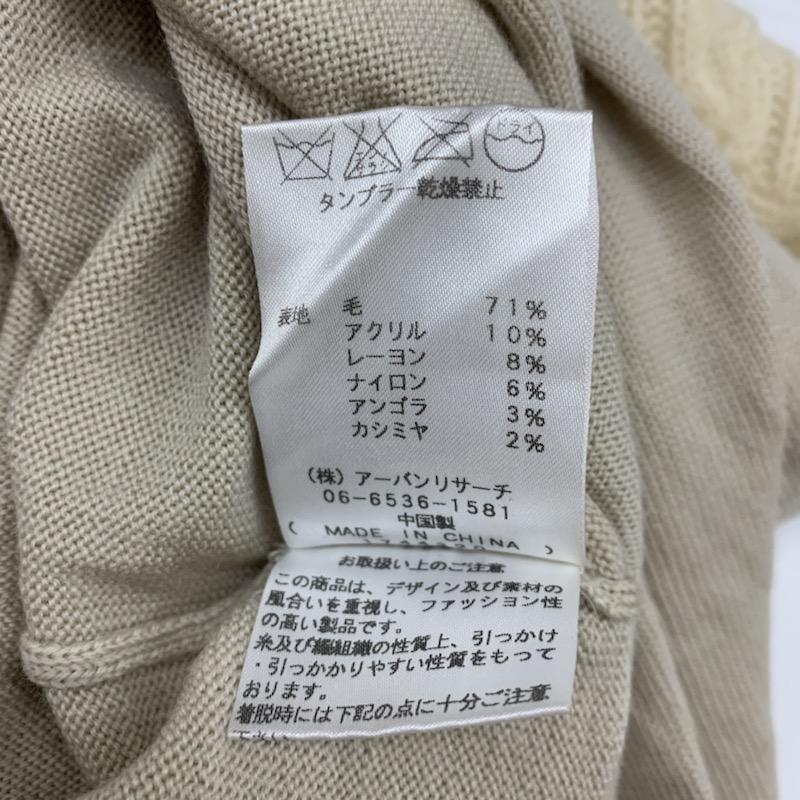 ドライ
タンブラー乾燥禁止
表地 毛 71%
アクリル 10%
レーヨン 8%
ナイロン 6%
アンゴラ 3%
カシミヤ 2%
(株)アーバンリサーチ
06-6536-1581
中国製
( MADE IN CHINA )
お取扱い上のご注意
この商品は、デザイン及び素材の
風合いを重視し、ファッション性
の高い製品です。
糸及び編組織の性質上、引っかけ
・引っかかりやすい性質をもって
おります。
着脱時には下記の点に十分ご注意